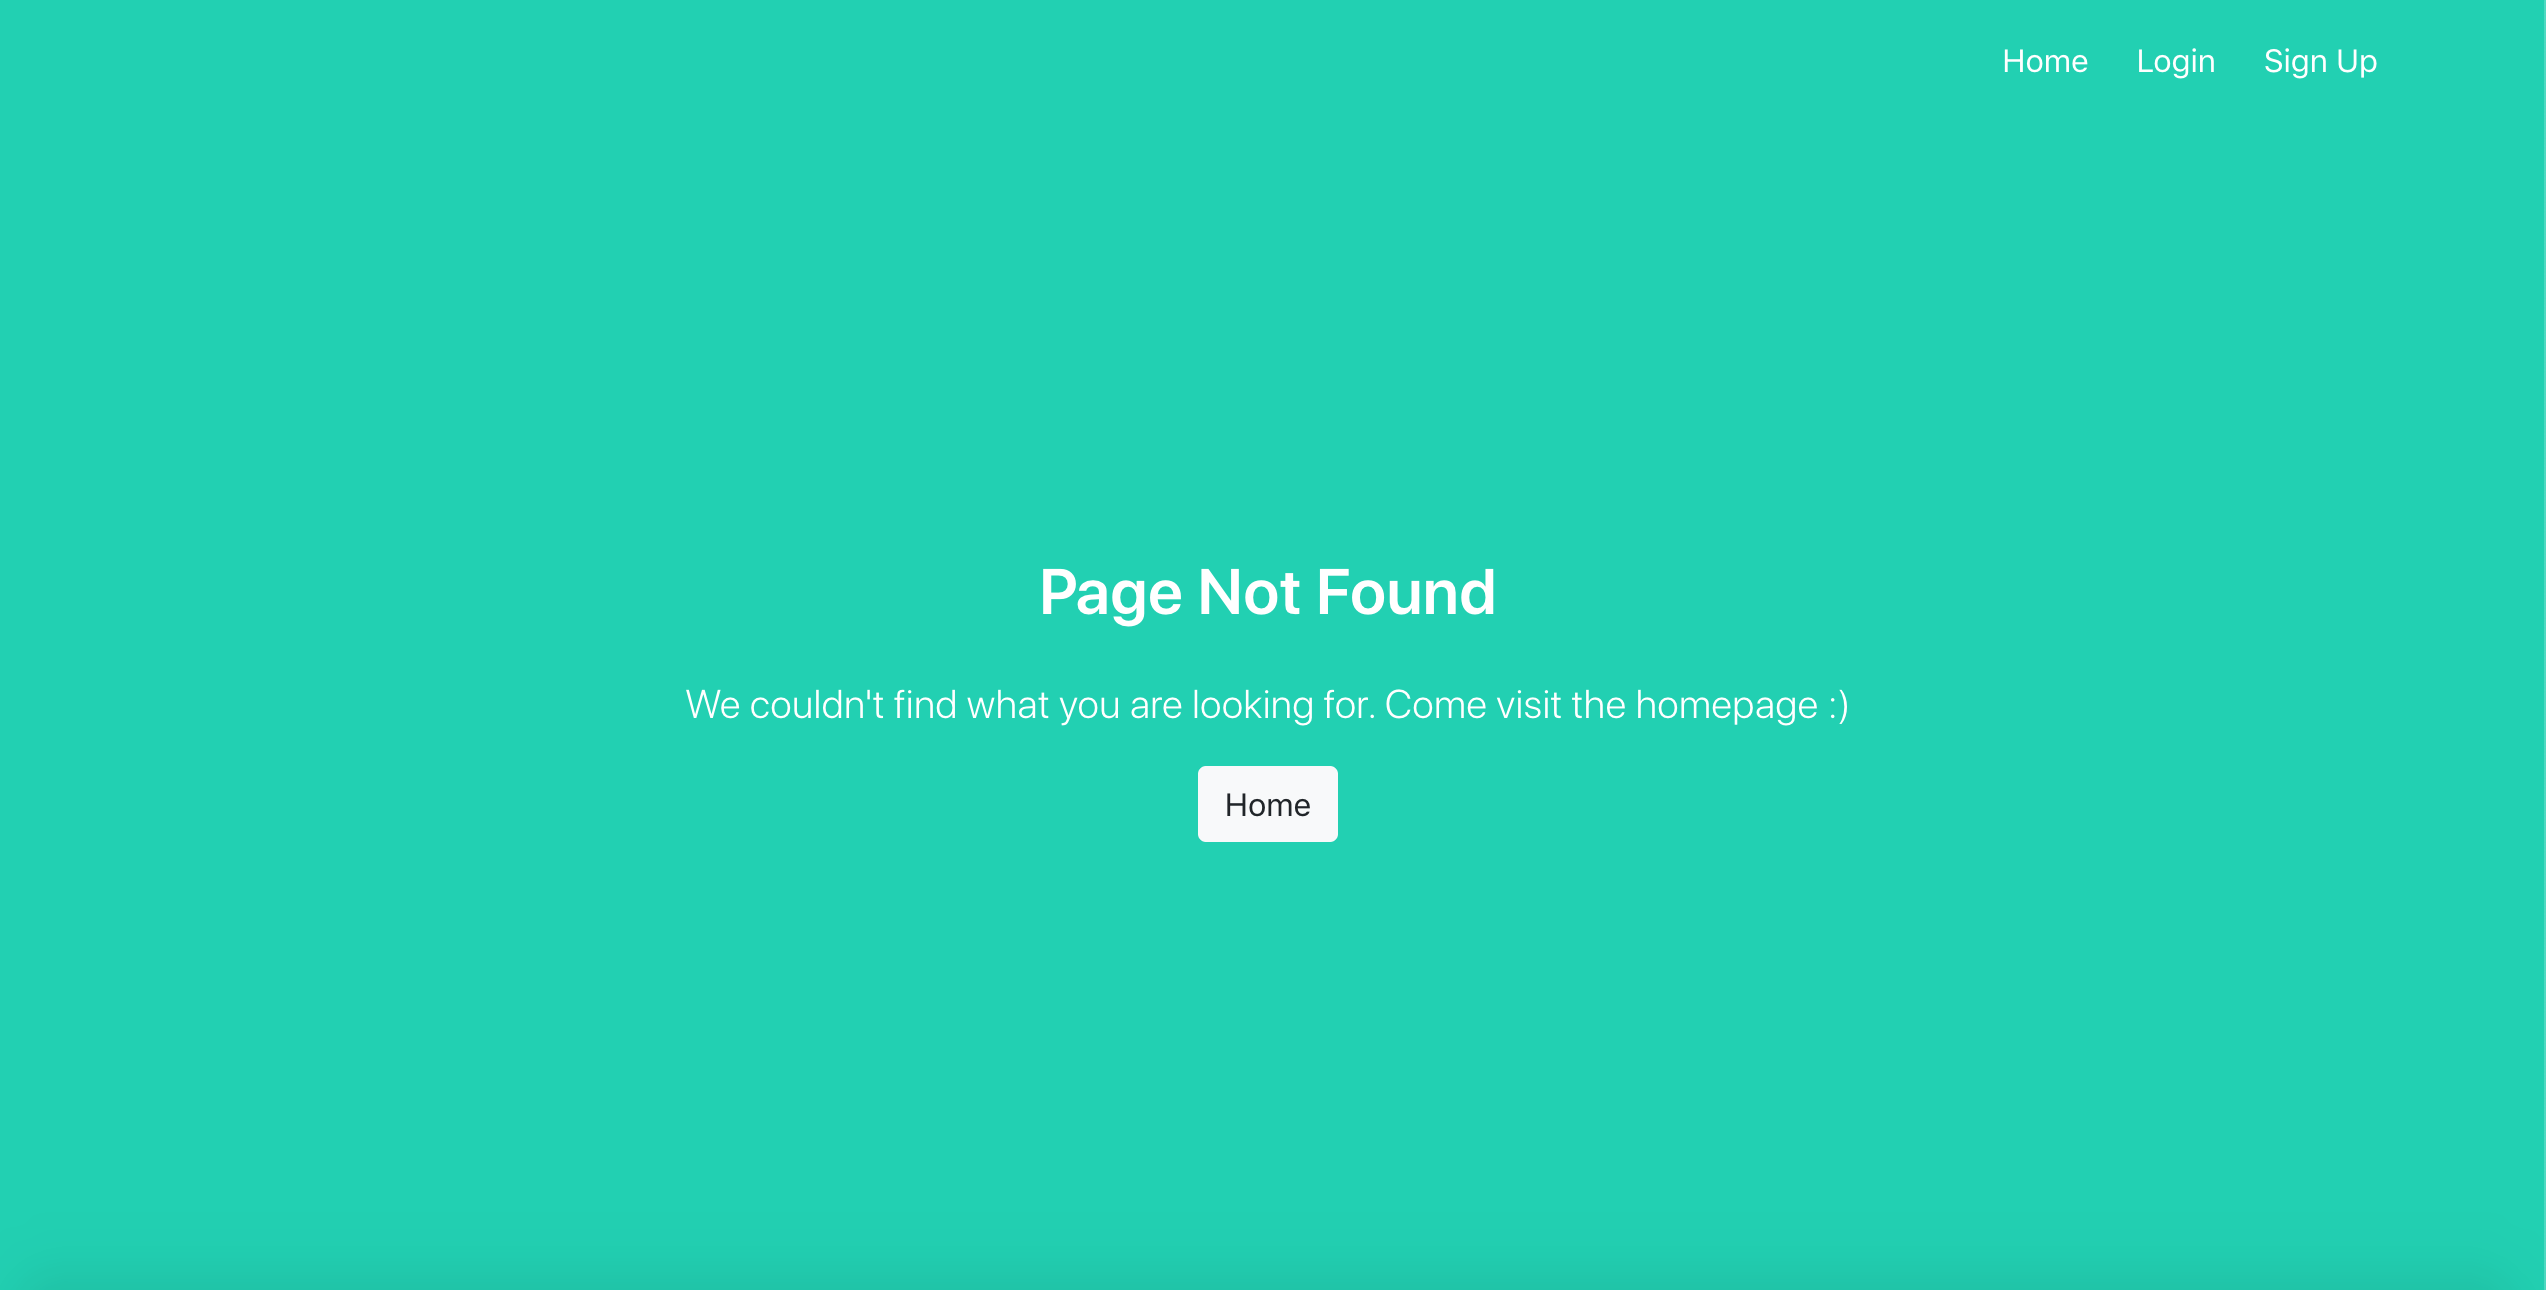 Home Login Sign Up
Page Not Found
We couldn't find what you are looking for. Come visit the homepage :)
Home